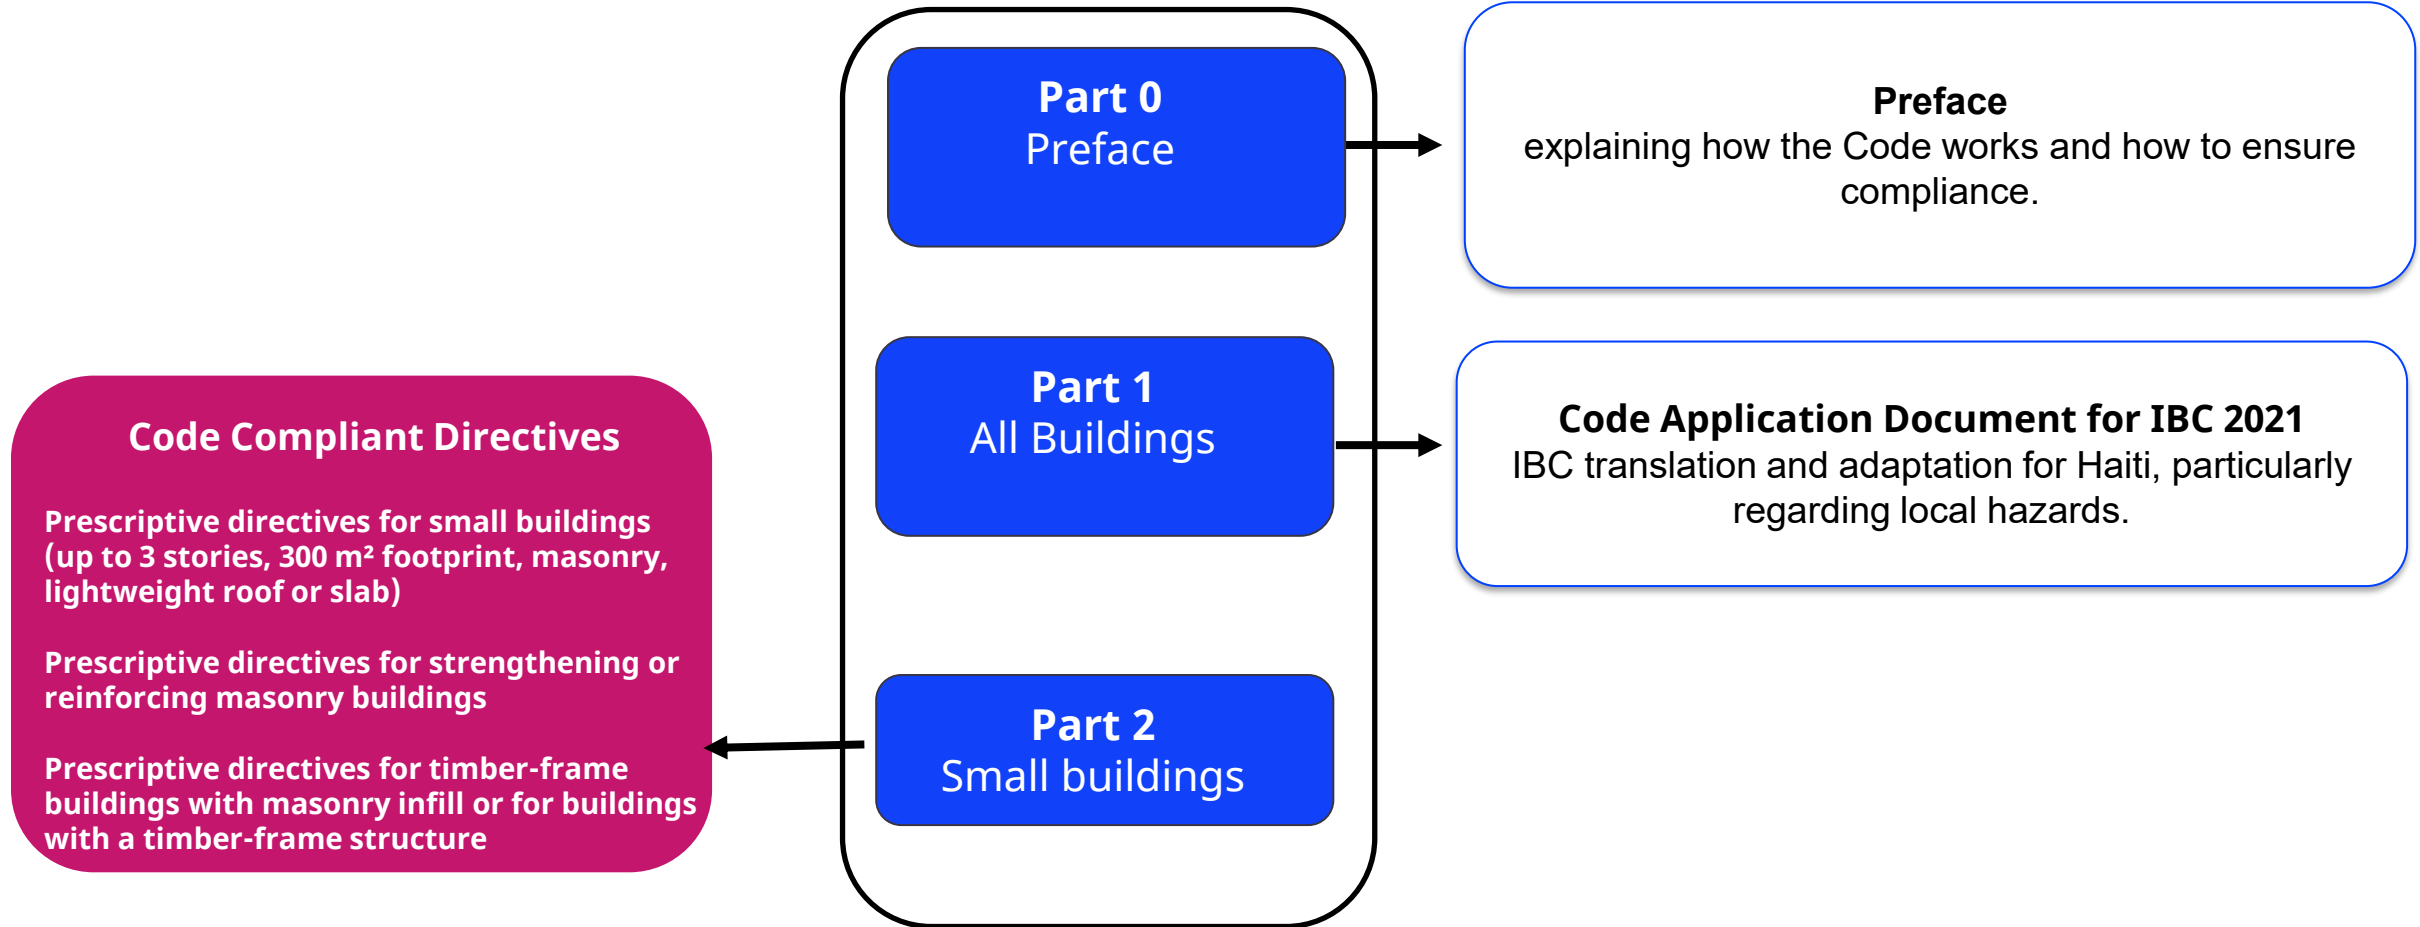 Part 0
Preface
Preface
explaining how the Code works and how to ensure
compliance.
Part 1
All Buildings
Code Application Document for IBC 2021
IBC translation and adaptation for Haiti, particularly
regarding local hazards.
Part 2
Small buildings
Code Compliant Directives
Prescriptive directives for small buildings
(up to 3 stories, 300 m² footprint, masonry,
lightweight roof or slab)
Prescriptive directives for strengthening or
reinforcing masonry buildings
Prescriptive directives for timber-frame
buildings with masonry infill or for buildings
with a timber-frame structure